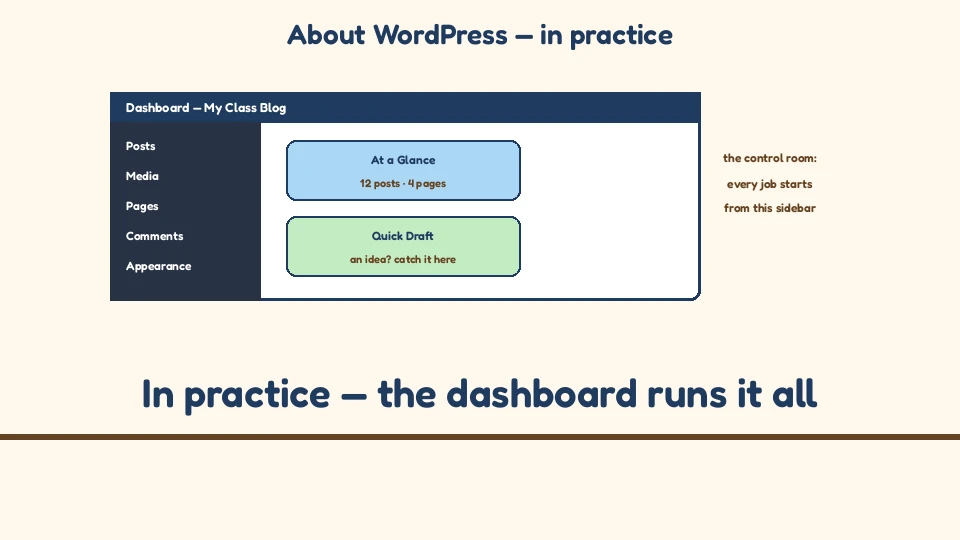 About WordPress — in practice
Dashboard — My Class Blog
Posts
Media
Pages
Comments
Appearance
At a Glance
12 posts · 4 pages
Quick Draft
an idea? catch it here
the control room:
every job starts
from this sidebar
In practice — the dashboard runs it all